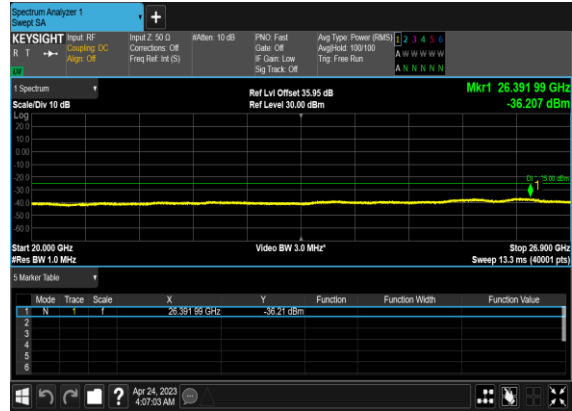 Spectrum Analyzer 1
Swept SA
+
KEYSIGHT Input: RF Input Z: 50 Ω #Atten: 10 dB PNO: Fast Avg Type: Power (RMS) 1 2 3 4 5 6
R T Coupling: DC Corrections: Off Gate: Off Avg|Hold: 100/100 A W W W W W
Align: Off Freq Ref: Int (S) IF Gain: Low Trig: Free Run
Sig Track: Off A N N N N N
1 Spectrum Ref Lvl Offset 35.95 dB Mkr1 26.391 99 GHz
Scale/Div 10 dB Ref Level 30.00 dBm -36.207 dBm
Log
20.0
10.0
0.00
-10.0
-20.0
-30.0
-40.0
-50.0
-60.0
1
Start 20.000 GHz Video BW 3.0 MHz* Stop 26.900 GHz
#Res BW 1.0 MHz Sweep 13.3 ms (40001 pts)
5 Marker Table
Mode Trace Scale X Y Function Function Width Function Value
1 N 1 f 26.391 99 GHz -36.21 dBm
2
3
4
5
6
? Apr 24, 2023
4:07:03 AM